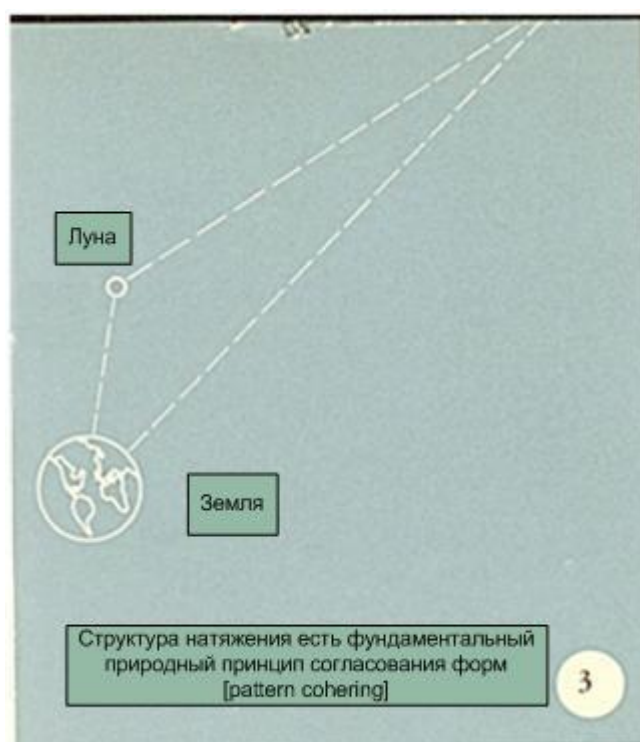 Луна
Земля
Структура натяжения есть фундаментальный
природный принцип согласования форм
[pattern cohering]
3